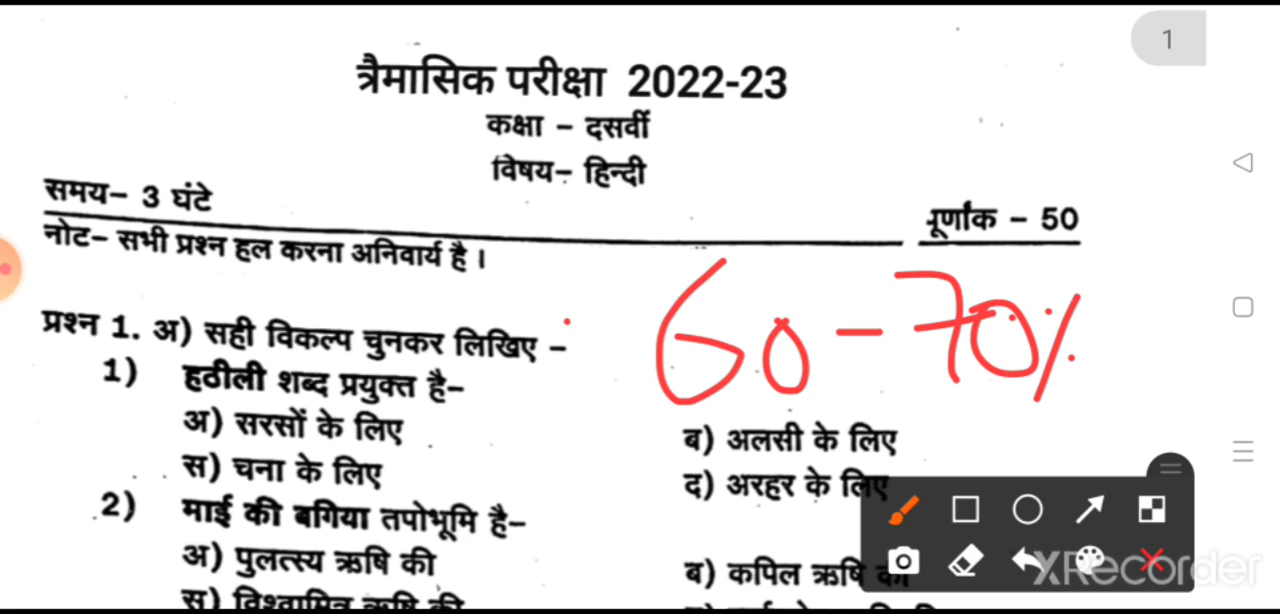 1
त्रैमासिक परीक्षा 2022-23
कक्षा – दसवीं
विषय– हिन्दी
समय– 3 घंटे
पूर्णांक – 50
नोट– सभी प्रश्न हल करना अनिवार्य है।
60-70%
प्रश्न 1. अ) सही विकल्प चुनकर लिखिए –
1) हठीली शब्द प्रयुक्त है–
अ) सरसों के लिए ब) अलसी के लिए
स) चना के लिए द) अरहर के लिए
2) माई की बगिया तपोभूमि है–
अ) पुलत्स्य ऋषि की ब) कपिल ऋषि की
स) विश्वामित्र ऋषि की
XRecorder